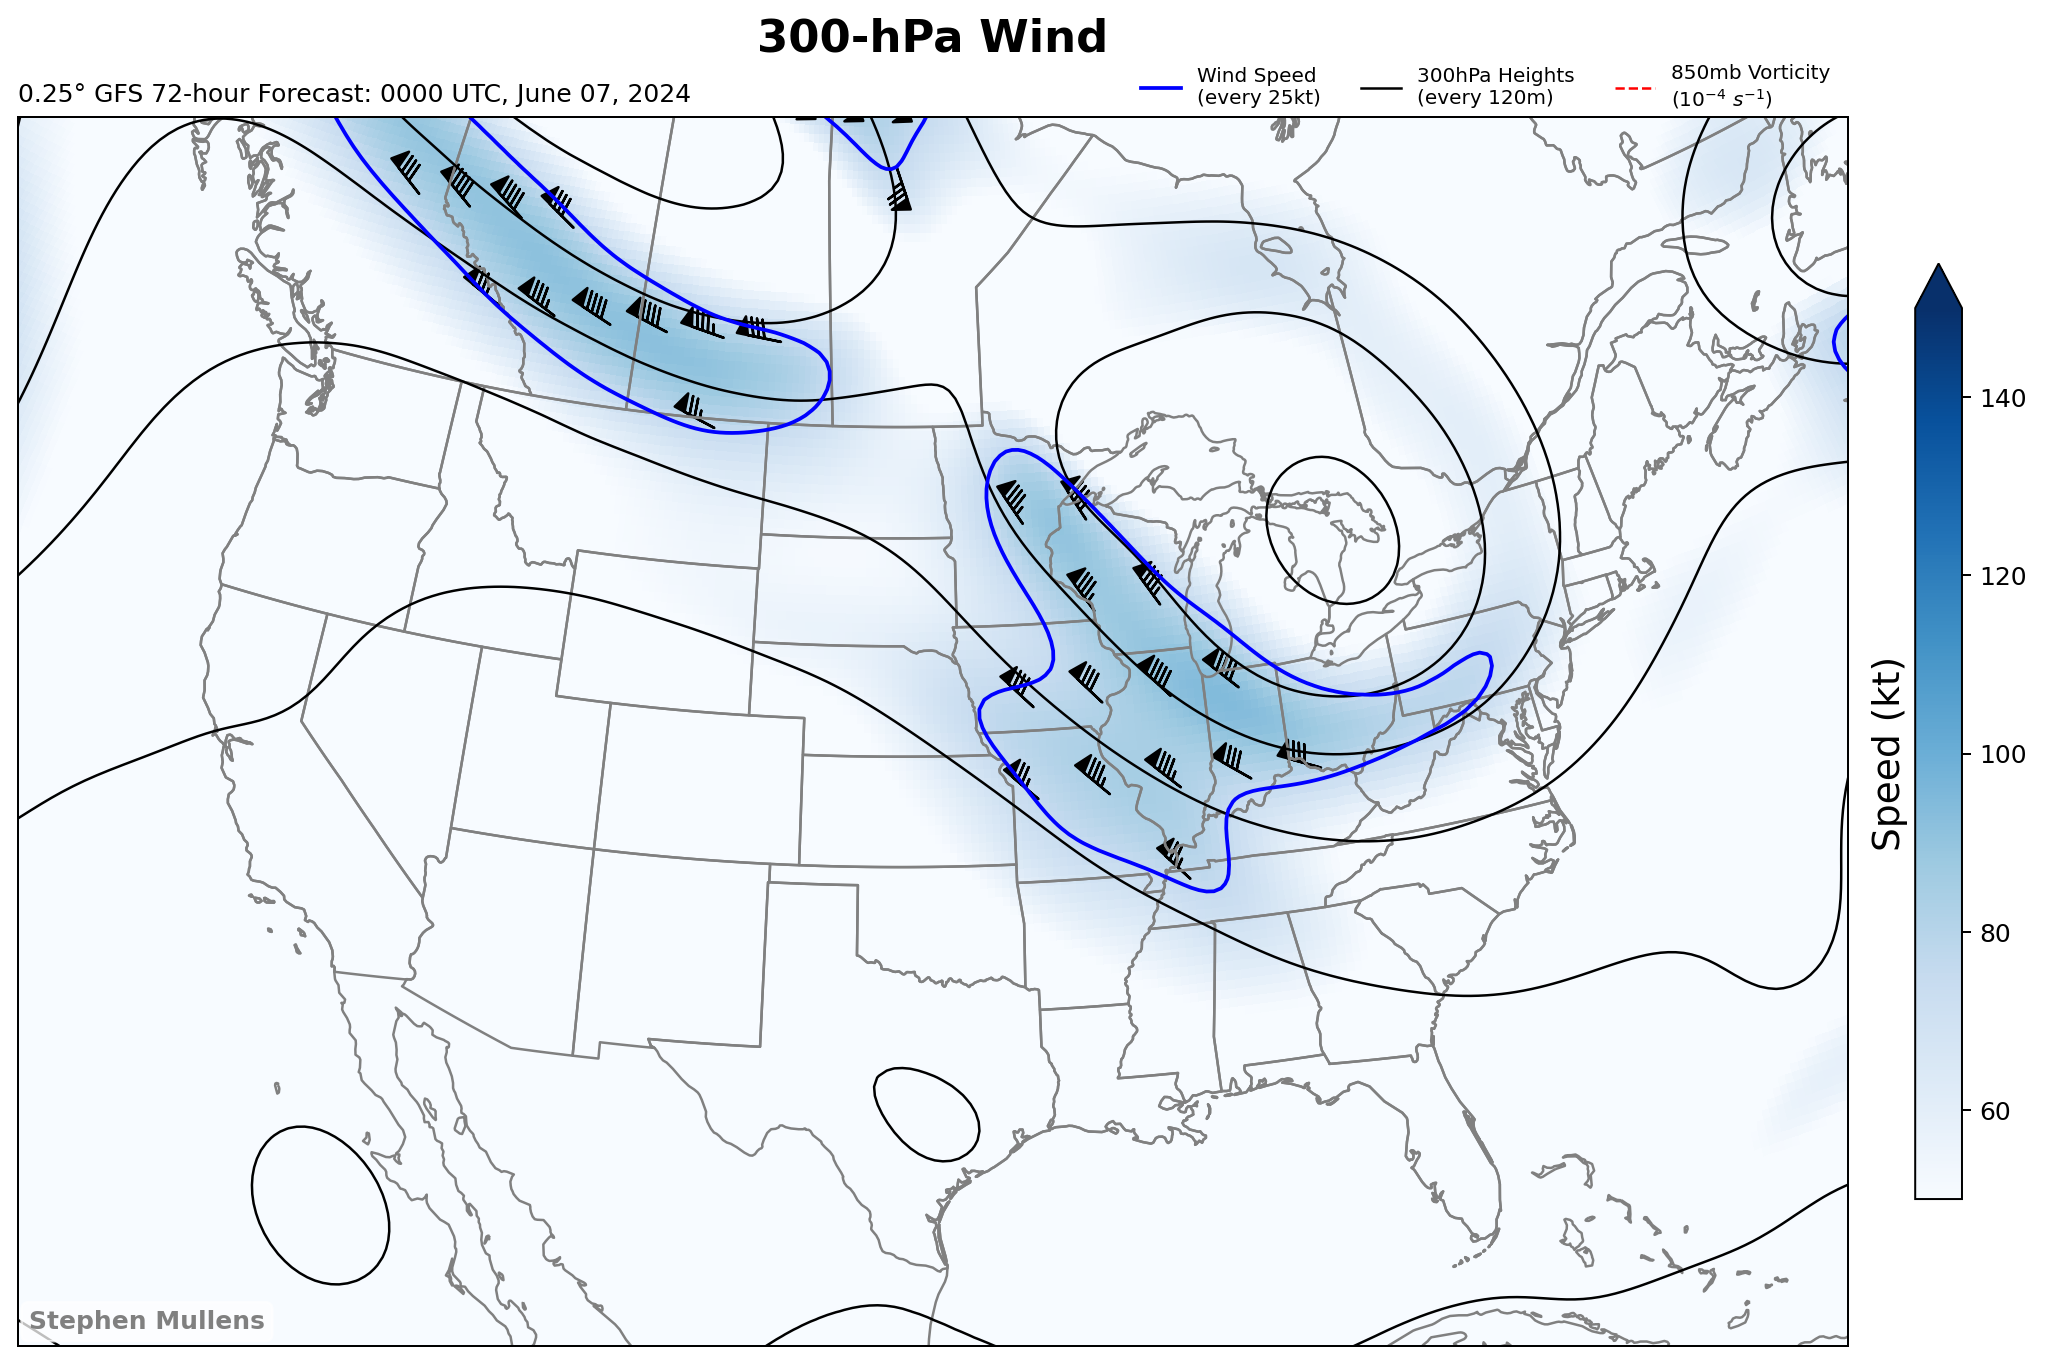 300-hPa Wind
0.25° GFS 72-hour Forecast: 0000 UTC, June 07, 2024
Wind Speed
(every 25kt)
300hPa Heights
(every 120m)
850mb Vorticity
(10⁻⁴ s⁻¹)
140
120
100
80
60
Speed (kt)
Stephen Mullens